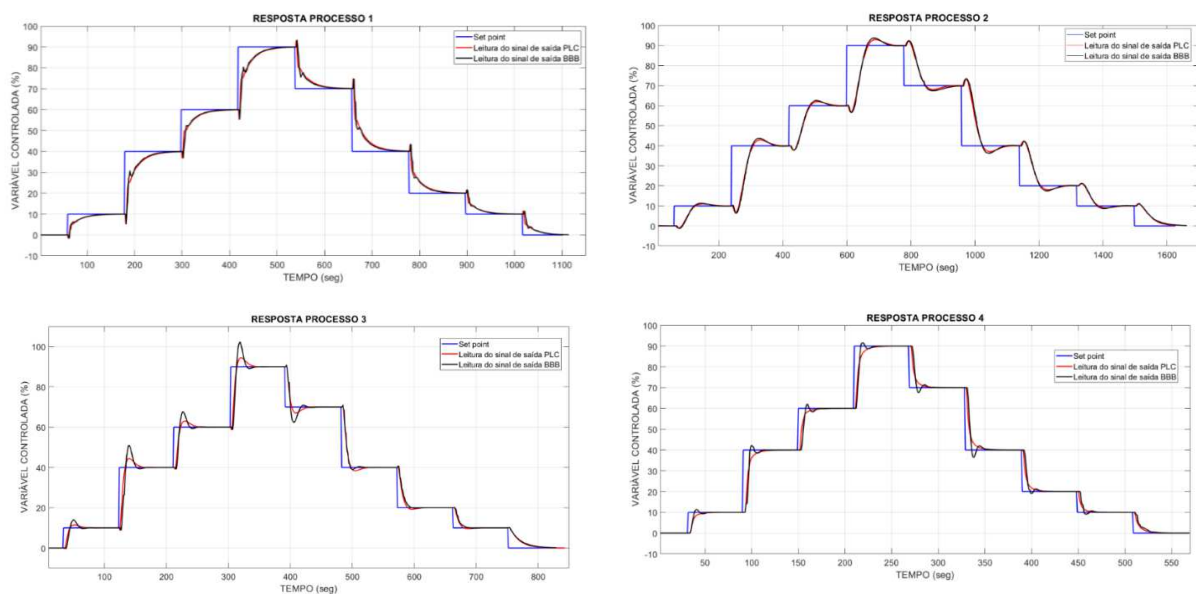 RESPOSTA PROCESSO 1
VARIÁVEL CONTROLADA (%)
100
90
80
70
60
50
40
30
20
10
0
-10
Set point
Leitura do sinal de saída PLC
Leitura do sinal de saída BBB
100 200 300 400 500 600 700 800 900 1000 1100
TEMPO (seg)
RESPOSTA PROCESSO 2
VARIÁVEL CONTROLADA (%)
100
90
80
70
60
50
40
30
20
10
0
-10
Set point
Leitura do sinal de saída PLC
Leitura do sinal de saída BBB
200 400 600 800 1000 1200 1400 1600
TEMPO (seg)
RESPOSTA PROCESSO 3
VARIÁVEL CONTROLADA (%)
100
80
60
40
20
0
Set point
Leitura do sinal de saída PLC
Leitura do sinal de saída BBB
100 200 300 400 500 600 700 800
TEMPO (seg)
RESPOSTA PROCESSO 4
VARIÁVEL CONTROLADA (%)
100
90
80
70
60
50
40
30
20
10
0
-10
Set point
Leitura do sinal de saída PLC
Leitura do sinal de saída BBB
50 100 150 200 250 300 350 400 450 500 550
TEMPO (seg)